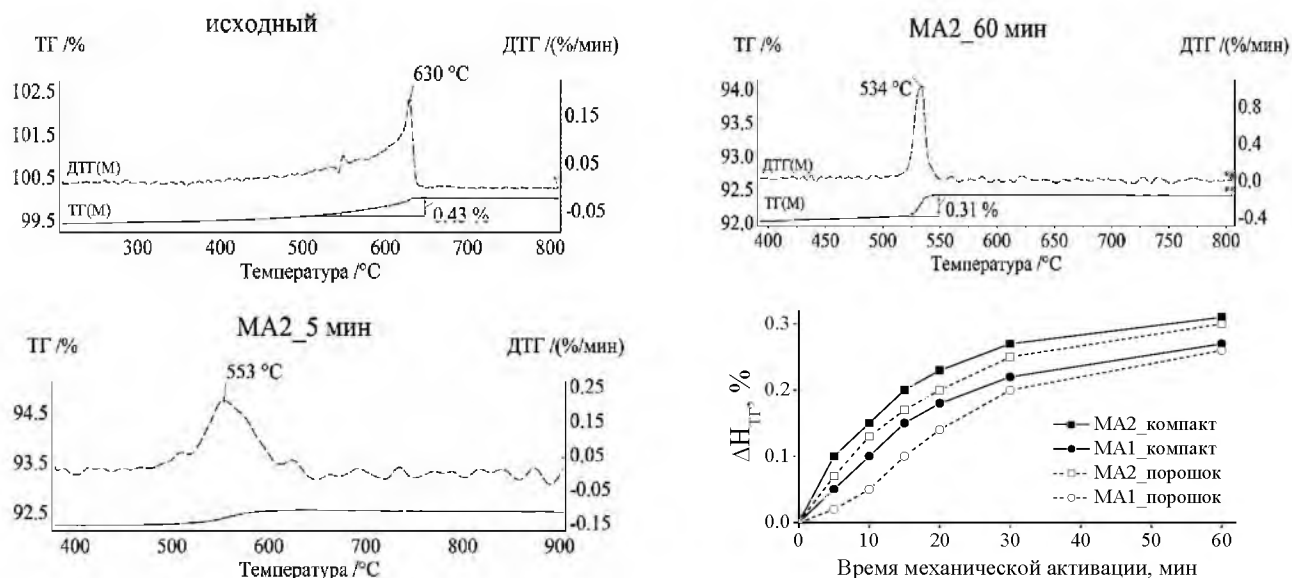 исходный
ТГ /%
ДТГ /(%/мин)
630 °C
102.5
101.5
100.5
99.5
0.15
0.05
-0.05
ДТГ(М)
ТГ(М)
0.43 %
300 400 500 600 700 800
Температура /°C
МА2_60 мин
ТГ /%
ДТГ /(%/мин)
534 °C
94.0
93.5
93.0
92.5
92.0
0.8
0.4
0,0
-0.4
ДТГ(М)
ТГ(М)
0.31 %
400 450 500 550 600 650 700 750 800
Температура /°C
МА2_5 мин
ТГ /%
ДТГ /(%/мин)
553 °C
94.5
93.5
92.5
0.25
0.15
0.05
-0.05
-0.15
400 500 600 700 800 900
Температура /°C
ΔH_ТГ, %
0.3
0.2
0.1
0.0
МА2_компакт
МА1_компакт
МА2_порошок
МА1_порошок
0 10 20 30 40 50 60
Время механической активации, мин